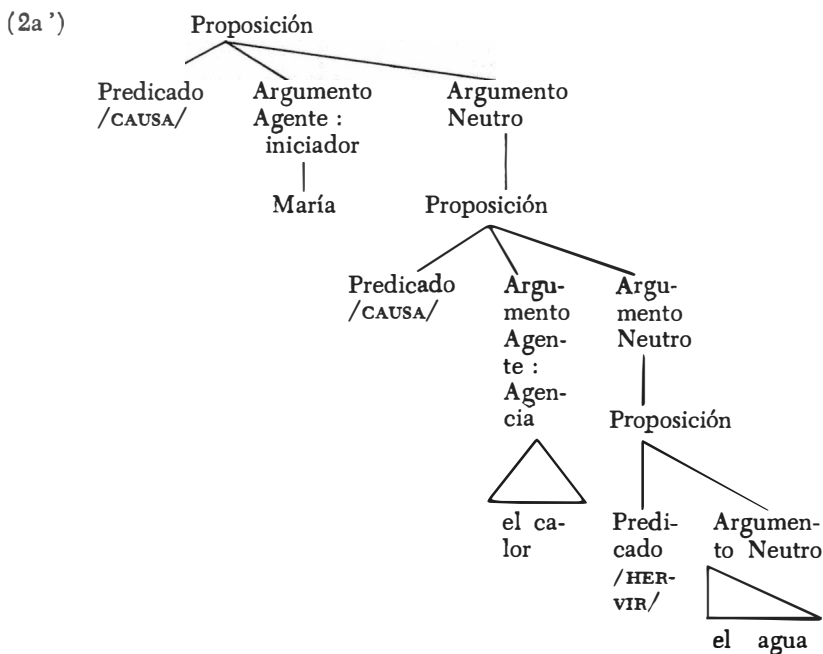 (2a')
Proposición
Predicado
/CAUSA/
Argumento
Agente :
iniciador
Argumento
Neutro
María
Proposición
Predicado
/CAUSA/
Argu-
mento
Agen-
te :
Agen-
cia
Argu-
mento
Neutro
Proposición
el ca-
lor
Predi-
cado
/HER-
VIR/
Argumen-
to Neutro
el agua